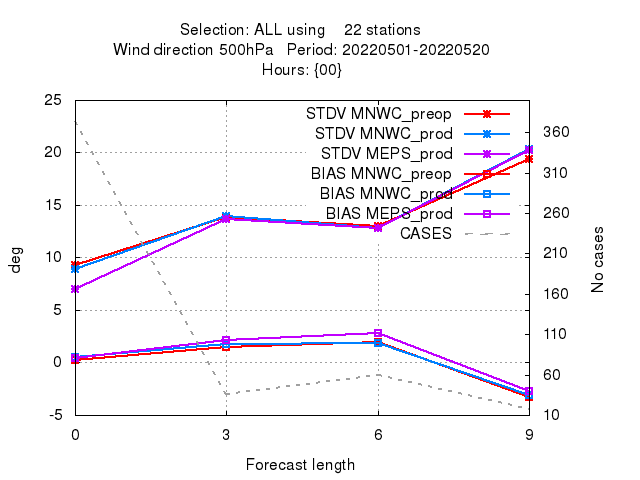 Selection: ALL using 22 stations
Wind direction 500hPa Period: 20220501-20220520
Hours: {00}
25
20
15
10
5
0
-5
deg
STDV MNWC_preop
STDV MNWC_prod
STDV MEPS_prod
BIAS MNWC_preop
BIAS MNWC_prod
BIAS MEPS_prod
CASES
360
310
260
210
160
110
60
10
No cases
0 3 6 9
Forecast length